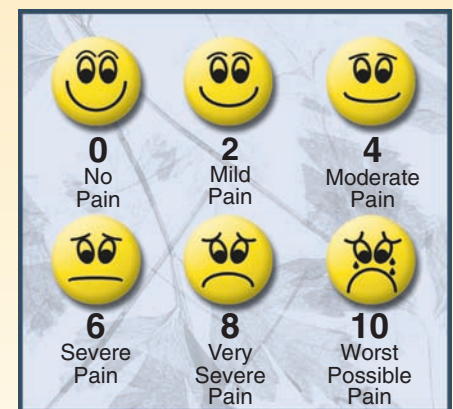 0
No
Pain
2
Mild
Pain
4
Moderate
Pain
6
Severe
Pain
8
Very
Severe
Pain
10
Worst
Possible
Pain